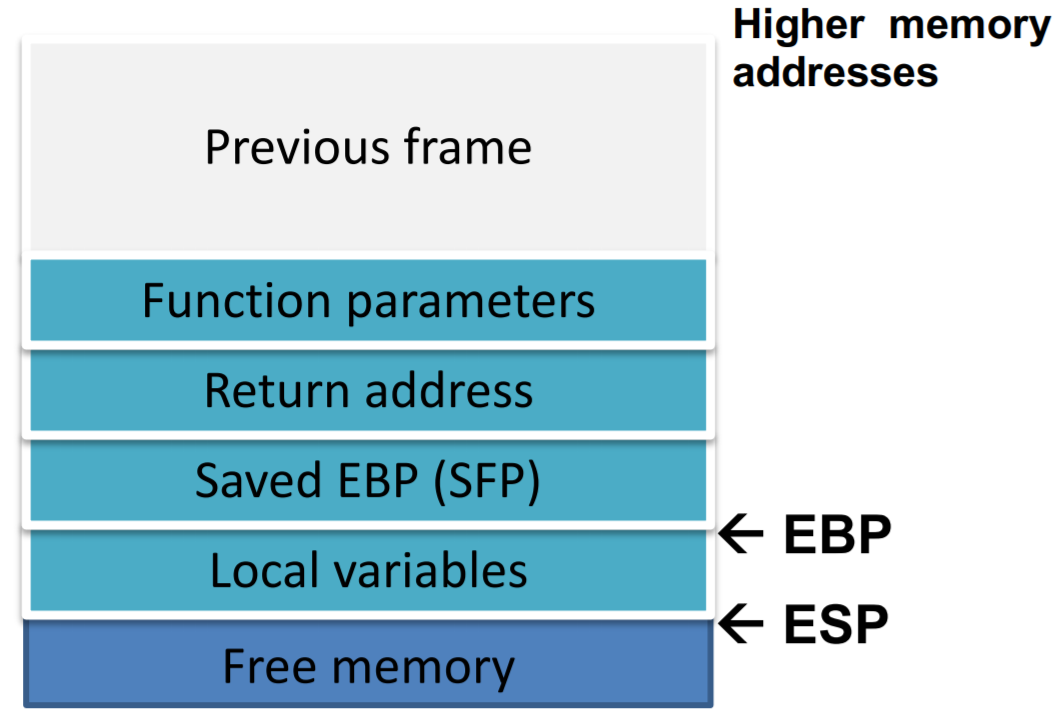 Higher memory
addresses
Previous frame
Function parameters
Return address
Saved EBP (SFP)
← EBP
Local variables
← ESP
Free memory